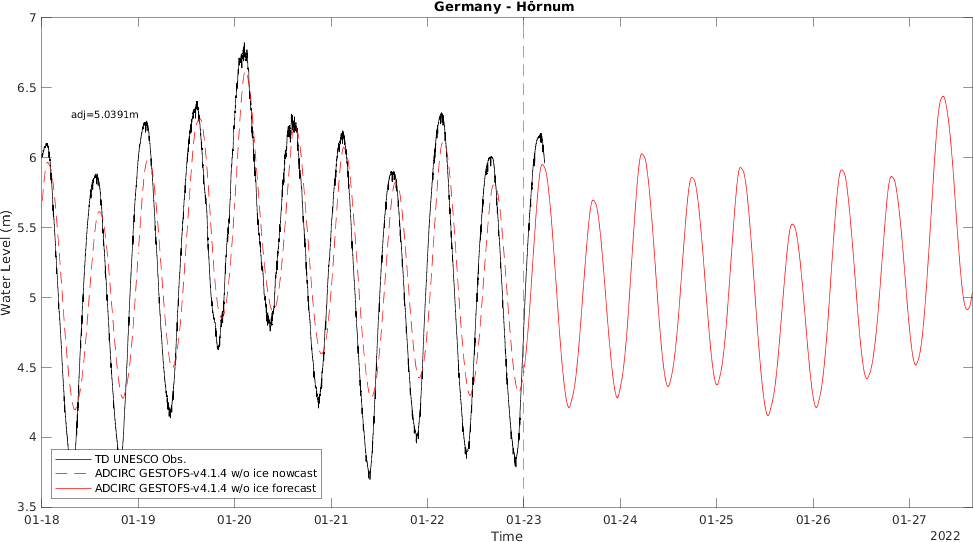 Germany - Hörnum
7
6.5
adj=5.0391m
6
5.5
5
4.5
4
3.5
Water Level (m)
TD UNESCO Obs.
ADCIRC GESTOFS-v4.1.4 w/o ice nowcast
ADCIRC GESTOFS-v4.1.4 w/o ice forecast
01-18 01-19 01-20 01-21 01-22 01-23 01-24 01-25 01-26 01-27
Time
2022